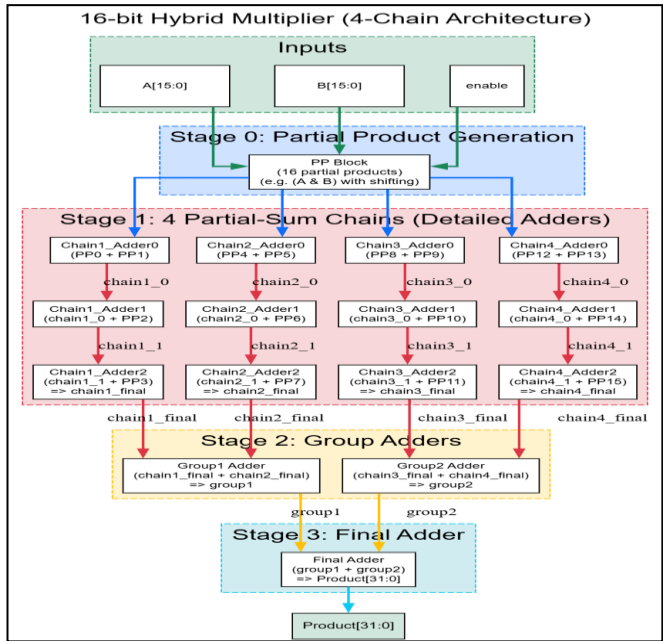 16-bit Hybrid Multiplier (4-Chain Architecture)
Inputs
A[15:0]
B[15:0]
enable
Stage 0: Partial Product Generation
PP Block
(16 partial products)
(e.g. (A & B) with shifting)
Stage 1: 4 Partial-Sum Chains (Detailed Adders)
Chain1_Adder0
(PP0 + PP1)
Chain2_Adder0
(PP4 + PP5)
Chain3_Adder0
(PP8 + PP9)
Chain4_Adder0
(PP12 + PP13)
chain1_0
chain2_0
chain3_0
chain4_0
Chain1_Adder1
(chain1_0 + PP2)
Chain2_Adder1
(chain2_0 + PP6)
Chain3_Adder1
(chain3_0 + PP10)
Chain4_Adder1
(chain4_0 + PP14)
chain1_1
chain2_1
chain3_1
chain4_1
Chain1_Adder2
(chain1_1 + PP3)
=> chain1_final
Chain2_Adder2
(chain2_1 + PP7)
=> chain2_final
Chain3_Adder2
(chain3_1 + PP11)
=> chain3_final
Chain4_Adder2
(chain4_1 + PP15)
=> chain4_final
chain1_final
chain2_final
chain3_final
chain4_final
Stage 2: Group Adders
Group1 Adder
(chain1_final + chain2_final)
=> group1
Group2 Adder
(chain3_final + chain4_final)
=> group2
group1
group2
Stage 3: Final Adder
Final Adder
(group1 + group2)
=> Product[31:0]
Product[31:0]